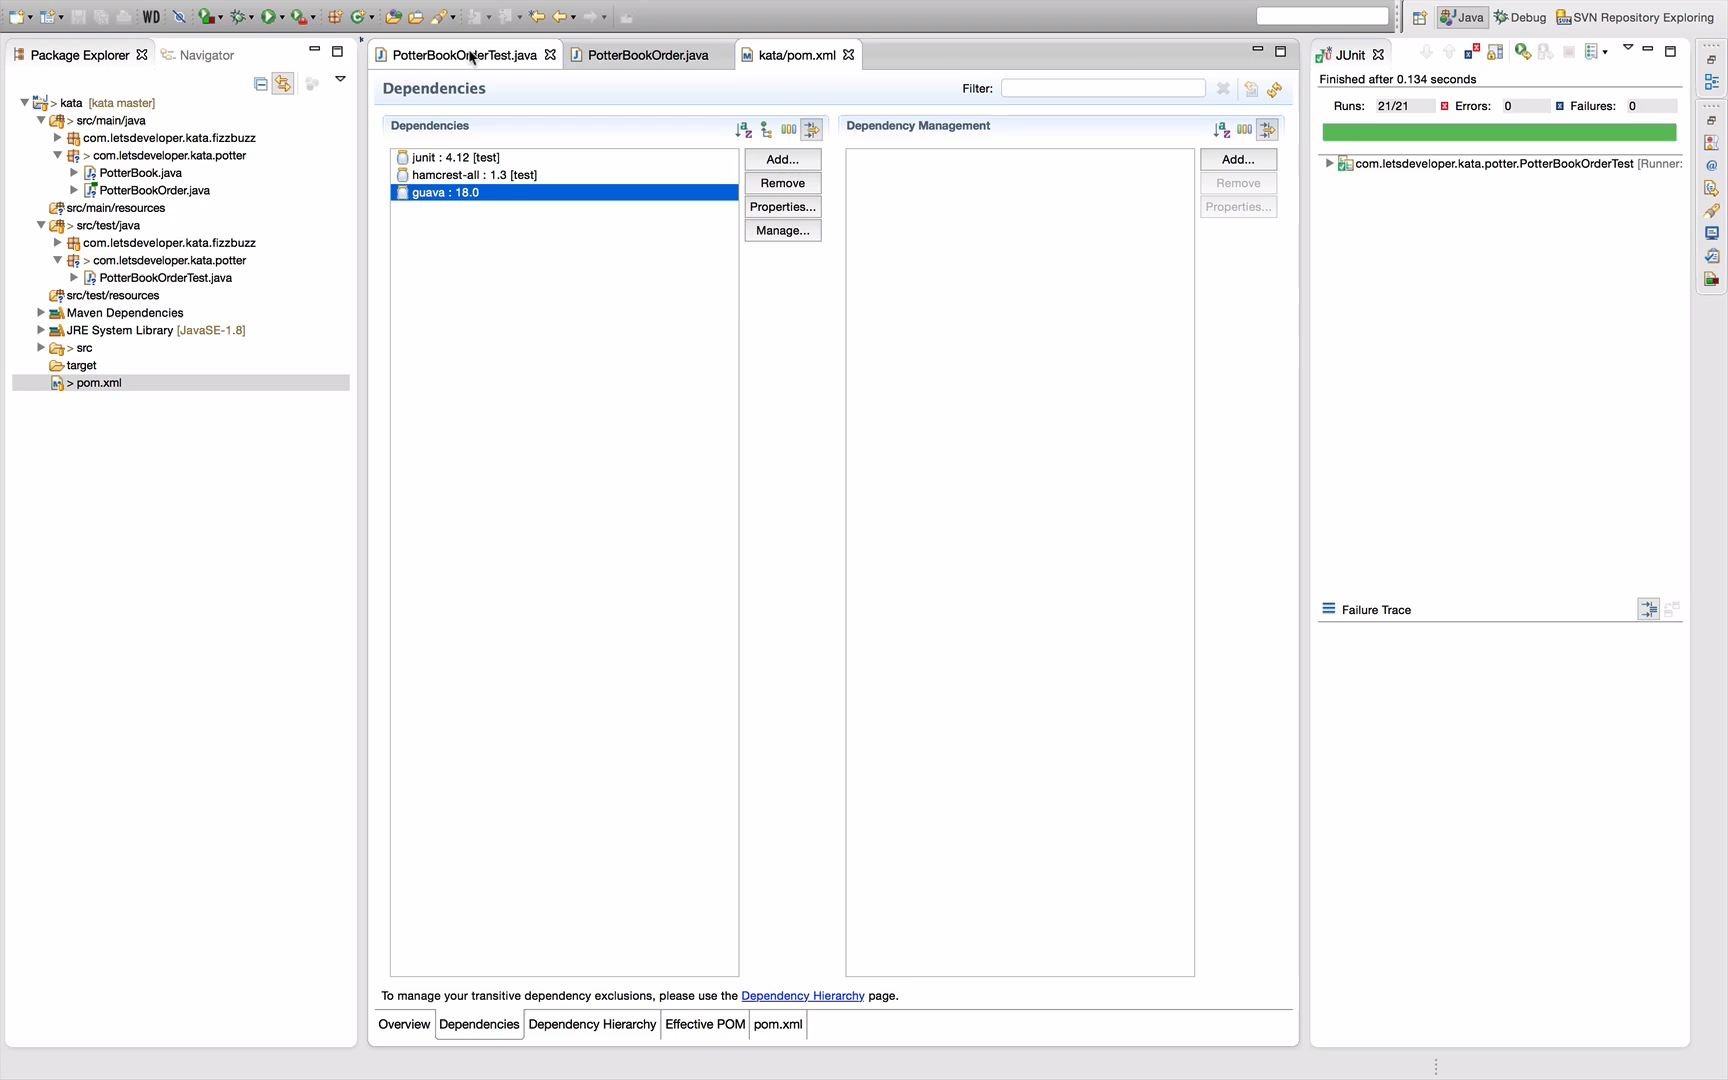 WD
Java
Debug
SVN Repository Exploring
Package Explorer
Navigator
> kata [kata master]
> src/main/java
com.letsdeveloper.kata.fizzbuzz
> com.letsdeveloper.kata.potter
PotterBook.java
PotterBookOrder.java
src/main/resources
> src/test/java
com.letsdeveloper.kata.fizzbuzz
> com.letsdeveloper.kata.potter
PotterBookOrderTest.java
src/test/resources
Maven Dependencies
JRE System Library [JavaSE-1.8]
> src
target
> pom.xml
PotterBookOrderTest.java
PotterBookOrder.java
kata/pom.xml
Dependencies
Filter:
Dependencies
junit : 4.12 [test]
hamcrest-all : 1.3 [test]
guava : 18.0
Add...
Remove
Properties...
Manage...
Dependency Management
Add...
Remove
Properties...
To manage your transitive dependency exclusions, please use the Dependency Hierarchy page.
Overview
Dependencies
Dependency Hierarchy
Effective POM
pom.xml
JUnit
Finished after 0.134 seconds
Runs: 21/21
Errors: 0
Failures: 0
com.letsdeveloper.kata.potter.PotterBookOrderTest [Runner:
Failure Trace